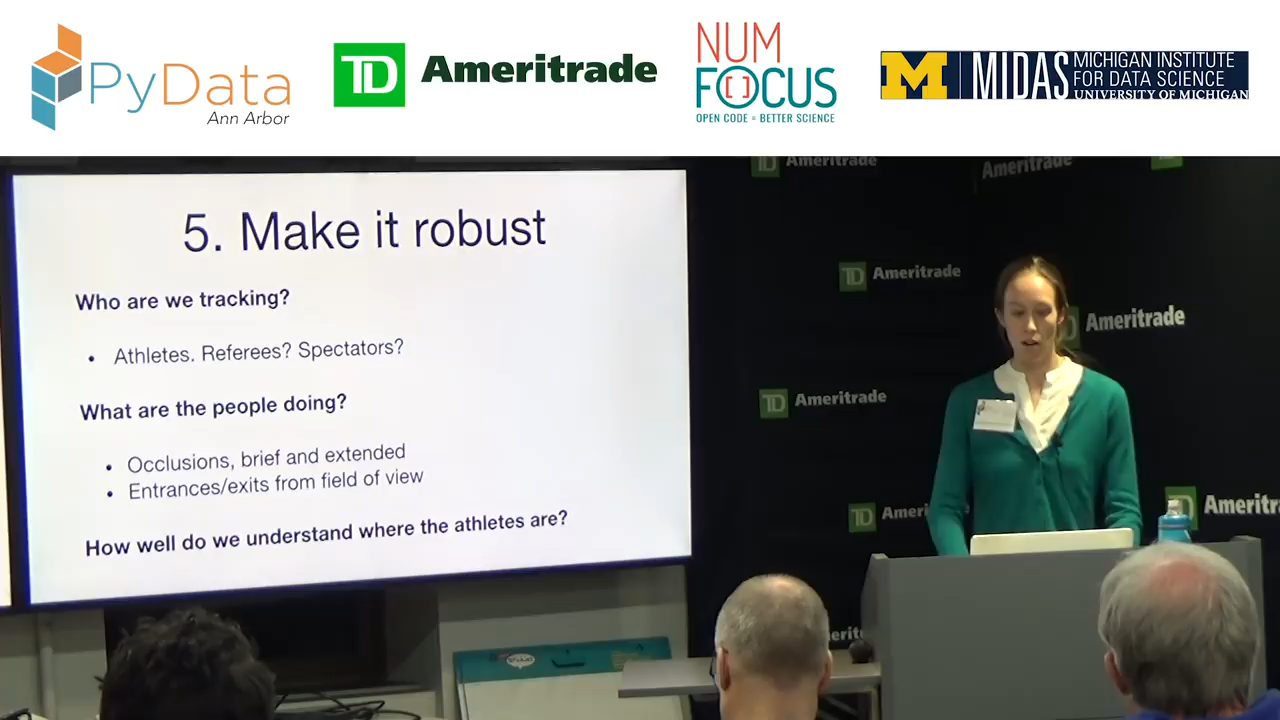 PyData
Ann Arbor
TD Ameritrade
NUM
FOCUS
OPEN CODE = BETTER SCIENCE
M MIDAS
MICHIGAN INSTITUTE
FOR DATA SCIENCE
UNIVERSITY OF MICHIGAN
5. Make it robust
Who are we tracking?
• Athletes. Referees? Spectators?
What are the people doing?
• Occlusions, brief and extended
• Entrances/exits from field of view
How well do we understand where the athletes are?
TD Ameritrade
Ameritrade
TD Ameritrade
Ameritrade
TD Ameritrade
TD Ameri
TD Ameritr
meritr